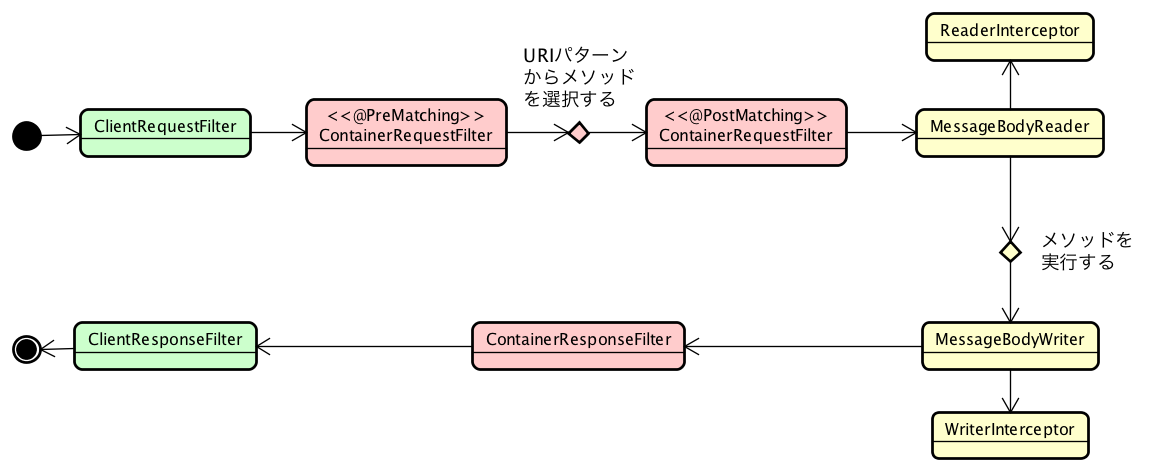 ReaderInterceptor
URIパターン
からメソッド
を選択する
ClientRequestFilter
<<@PreMatching>>
ContainerRequestFilter
<<@PostMatching>>
ContainerRequestFilter
MessageBodyReader
メソッドを
実行する
ClientResponseFilter
ContainerResponseFilter
MessageBodyWriter
WriterInterceptor